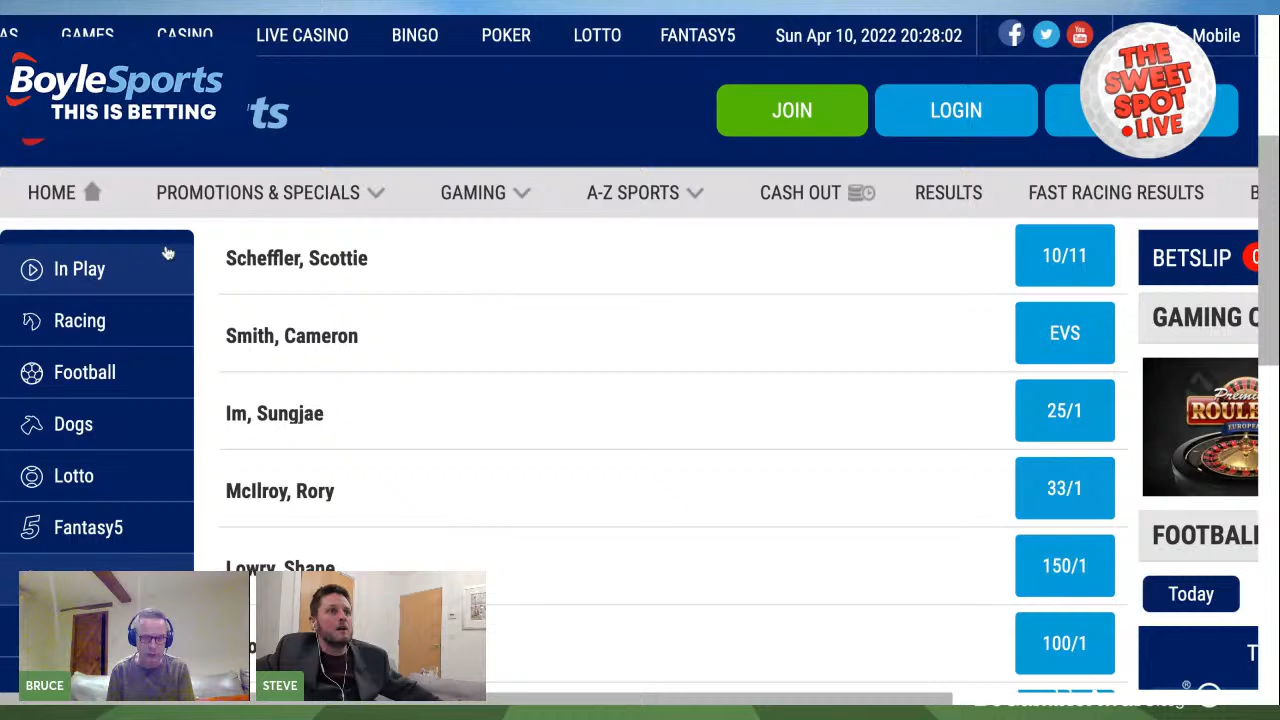 GAMES
CASINO
LIVE CASINO
BINGO
POKER
LOTTO
FANTASY5
Sun Apr 10, 2022 20:28:02
Mobile
BoyleSports
THIS IS BETTING
JOIN
LOGIN
THE
SWEET
SPOT
LIVE
HOME
PROMOTIONS & SPECIALS
GAMING
A-Z SPORTS
CASH OUT
RESULTS
FAST RACING RESULTS
In Play
Racing
Football
Dogs
Lotto
Fantasy5
Scheffler, Scottie 10/11
Smith, Cameron EVS
Im, Sungjae 25/1
McIlroy, Rory 33/1
Lowry, Shane 150/1
100/1
BETSLIP
GAMING
ROUL
EUROPEA
FOOTBALL
Today
BRUCE
STEVE